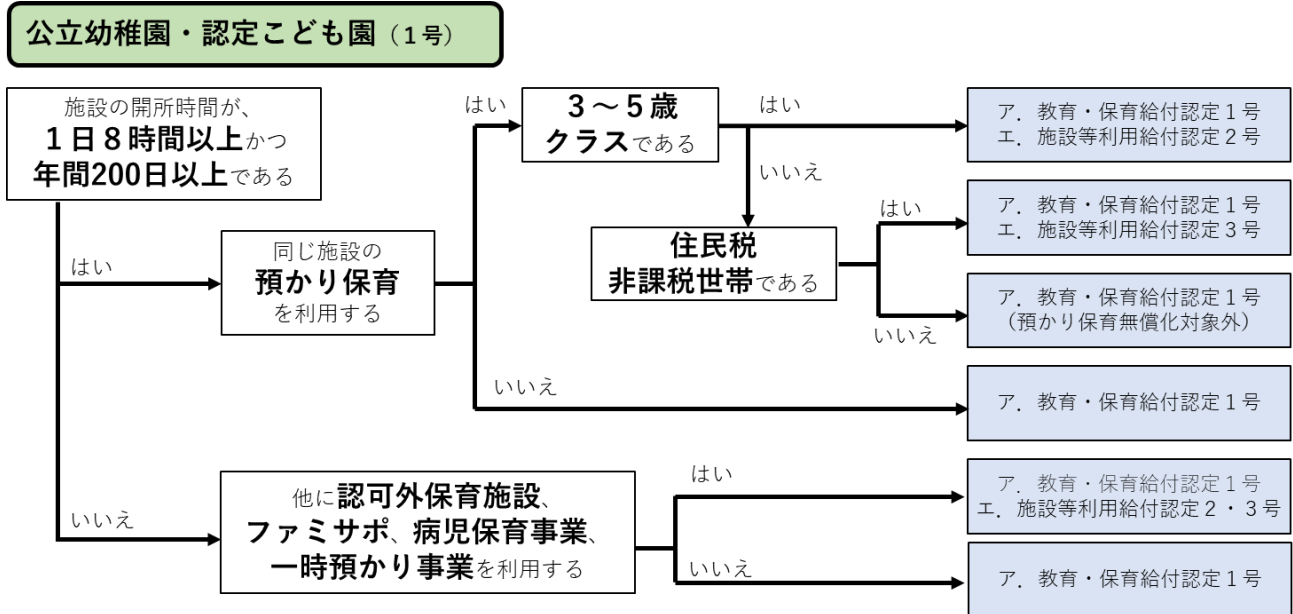 公立幼稚園・認定こども園（1号）
施設の開所時間が、
１日８時間以上かつ
年間200日以上である
はい
同じ施設の
預かり保育
を利用する
はい
３～５歳
クラスである
はい
ア．教育・保育給付認定１号
エ．施設等利用給付認定２号
いいえ
住民税
非課税世帯である
はい
ア．教育・保育給付認定１号
エ．施設等利用給付認定３号
いいえ
ア．教育・保育給付認定１号
（預かり保育無償化対象外）
いいえ
ア．教育・保育給付認定１号
いいえ
他に認可外保育施設、
ファミサポ、病児保育事業、
一時預かり事業を利用する
はい
ア．教育・保育給付認定１号
エ．施設等利用給付認定２・３号
いいえ
ア．教育・保育給付認定１号